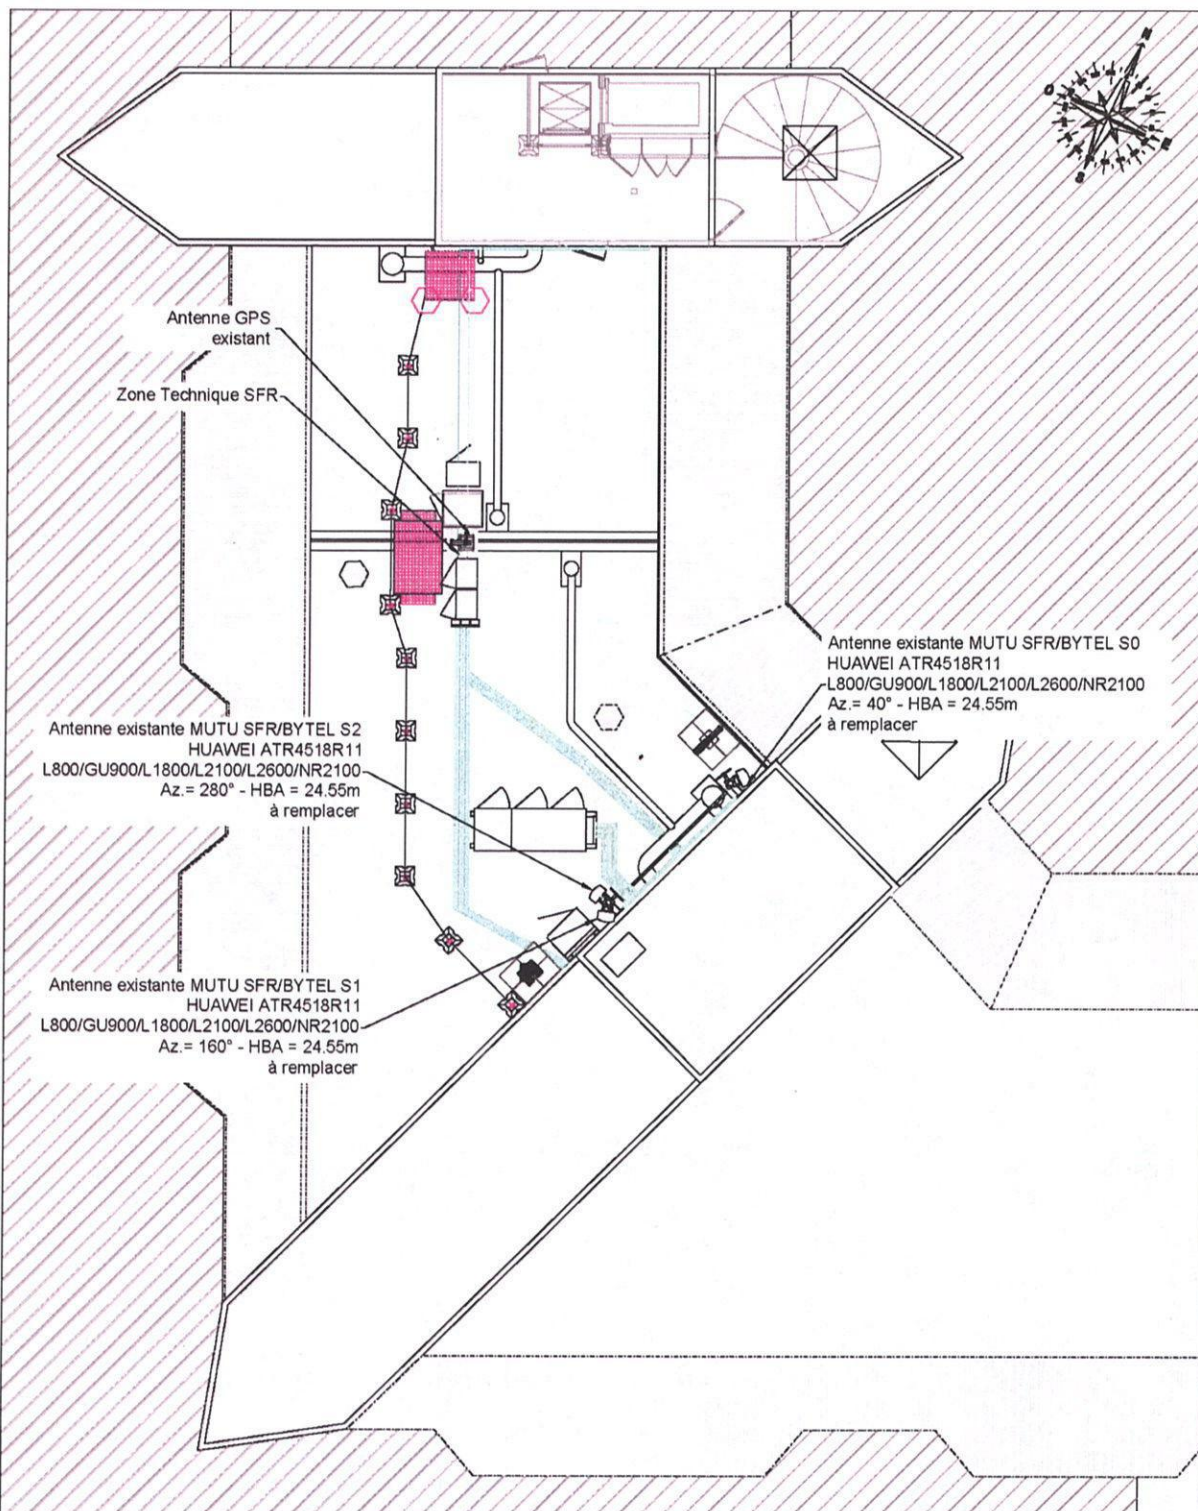 N
O
E
S
Antenne GPS
existant
Zone Technique SFR
Antenne existante MUTU SFR/BYTEL S0
HUAWEI ATR4518R11
L800/GU900/L1800/L2100/L2600/NR2100
Az.= 40° - HBA = 24.55m
à remplacer
Antenne existante MUTU SFR/BYTEL S2
HUAWEI ATR4518R11
L800/GU900/L1800/L2100/L2600/NR2100
Az.= 280° - HBA = 24.55m
à remplacer
Antenne existante MUTU SFR/BYTEL S1
HUAWEI ATR4518R11
L800/GU900/L1800/L2100/L2600/NR2100
Az.= 160° - HBA = 24.55m
à remplacer